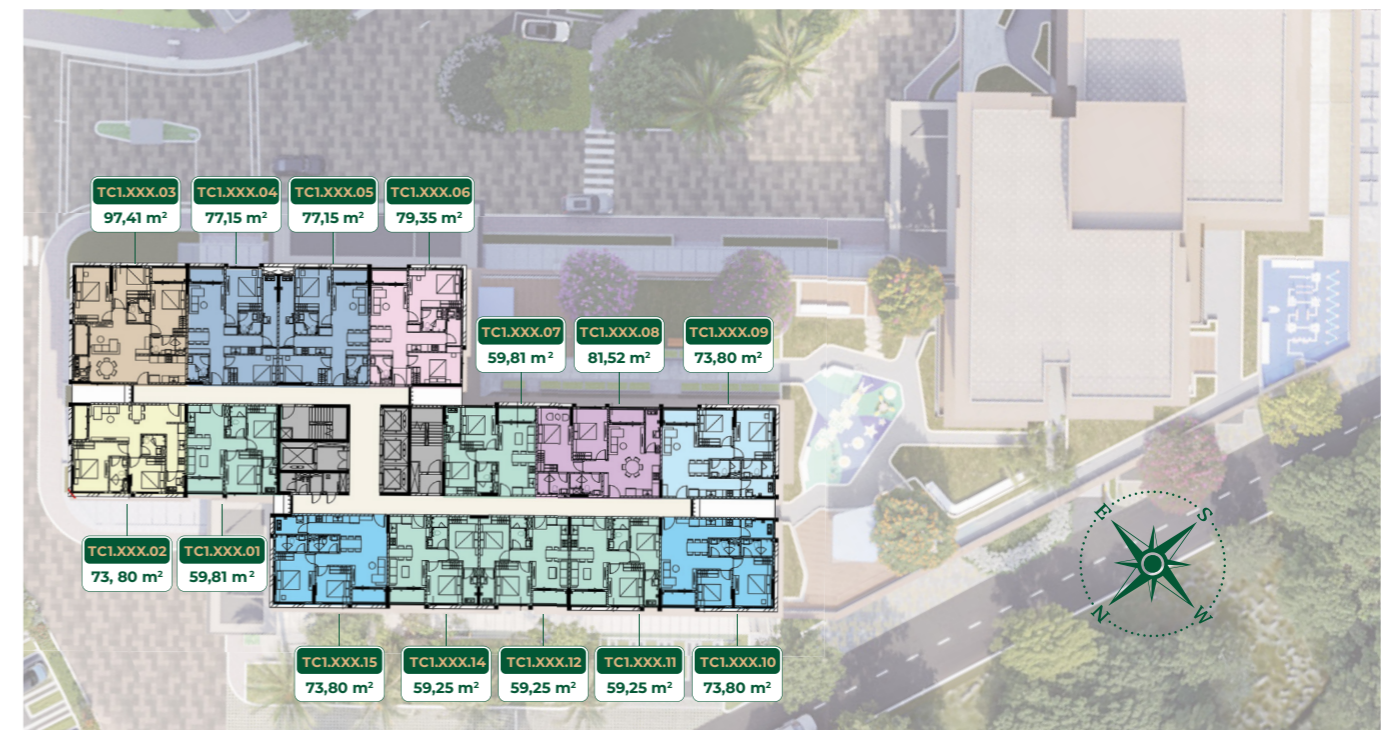 TC1.XXX.03
97,41 m²
TC1.XXX.04
77,15 m²
TC1.XXX.05
77,15 m²
TC1.XXX.06
79,35 m²
TC1.XXX.07
59,81 m²
TC1.XXX.08
81,52 m²
TC1.XXX.09
73,80 m²
TC1.XXX.02
73, 80 m²
TC1.XXX.01
59,81 m²
E
S
N
W
TC1.XXX.15
73,80 m²
TC1.XXX.14
59,25 m²
TC1.XXX.12
59,25 m²
TC1.XXX.11
59,25 m²
TC1.XXX.10
73,80 m²